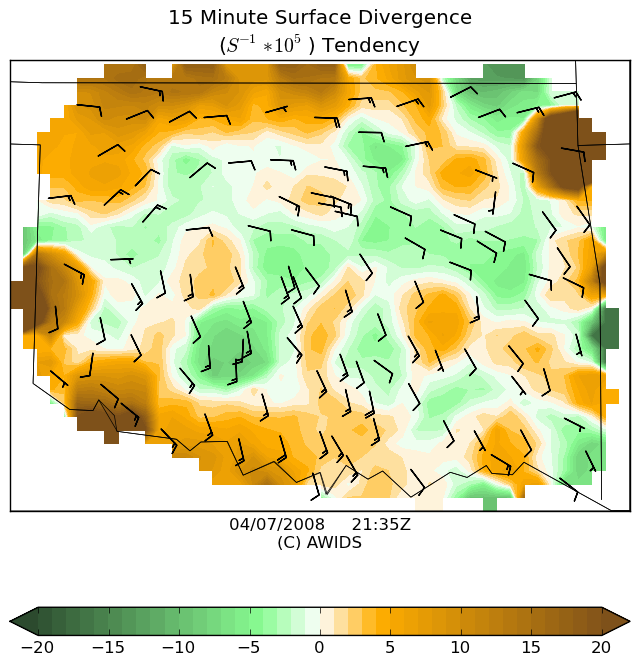 15 Minute Surface Divergence
(S⁻¹ * 10⁵ ) Tendency
04/07/2008 21:35Z
(C) AWIDS
−20 −15 −10 −5 0 5 10 15 20